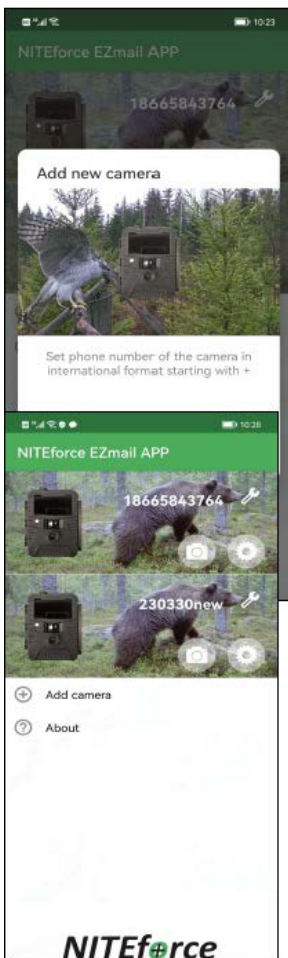 10:23
NITEforce EZmail APP
18665843764
Add new camera
Set phone number of the camera in
international format starting with +
10:28
NITEforce EZmail APP
18665843764
230330new
Add camera
About
NITEforce